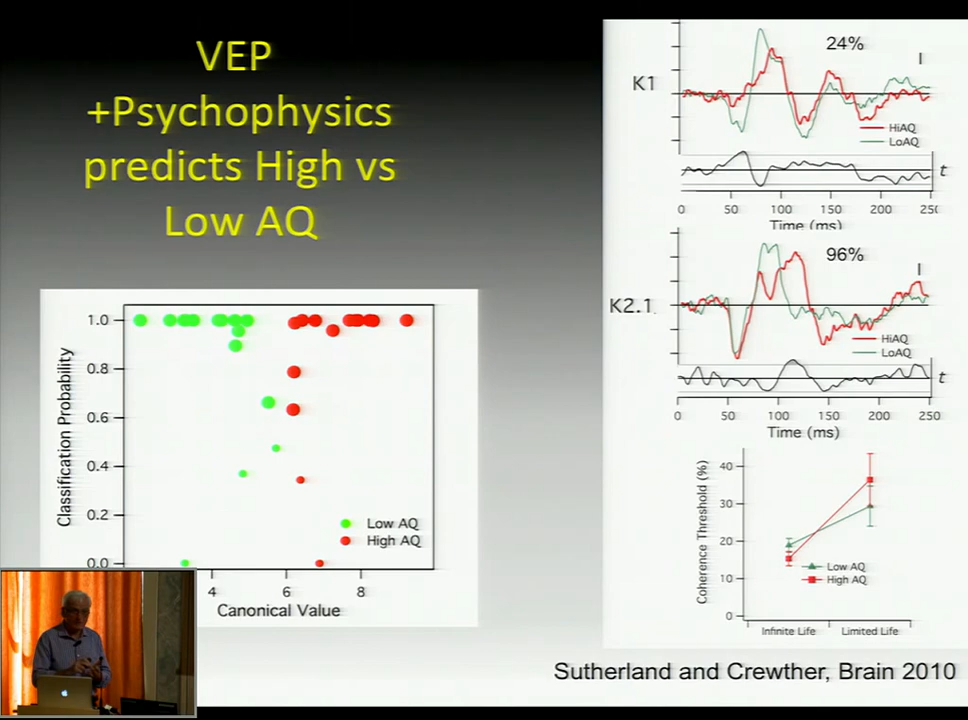 VEP
+Psychophysics
predicts High vs
Low AQ
Classification Probability
1.0
0.8
0.6
0.4
0.2
0.0
Low AQ
High AQ
4 6 8
Canonical Value
K1
24%
I
HiAQ
LoAQ
t
0 50 100 150 200 250
Time (ms)
K2.1
96%
I
HiAQ
LoAQ
t
0 50 100 150 200 250
Time (ms)
Coherence Threshold (%)
40
30
20
10
0
Low AQ
High AQ
Infinite Life Limited Life
Sutherland and Crewther, Brain 2010